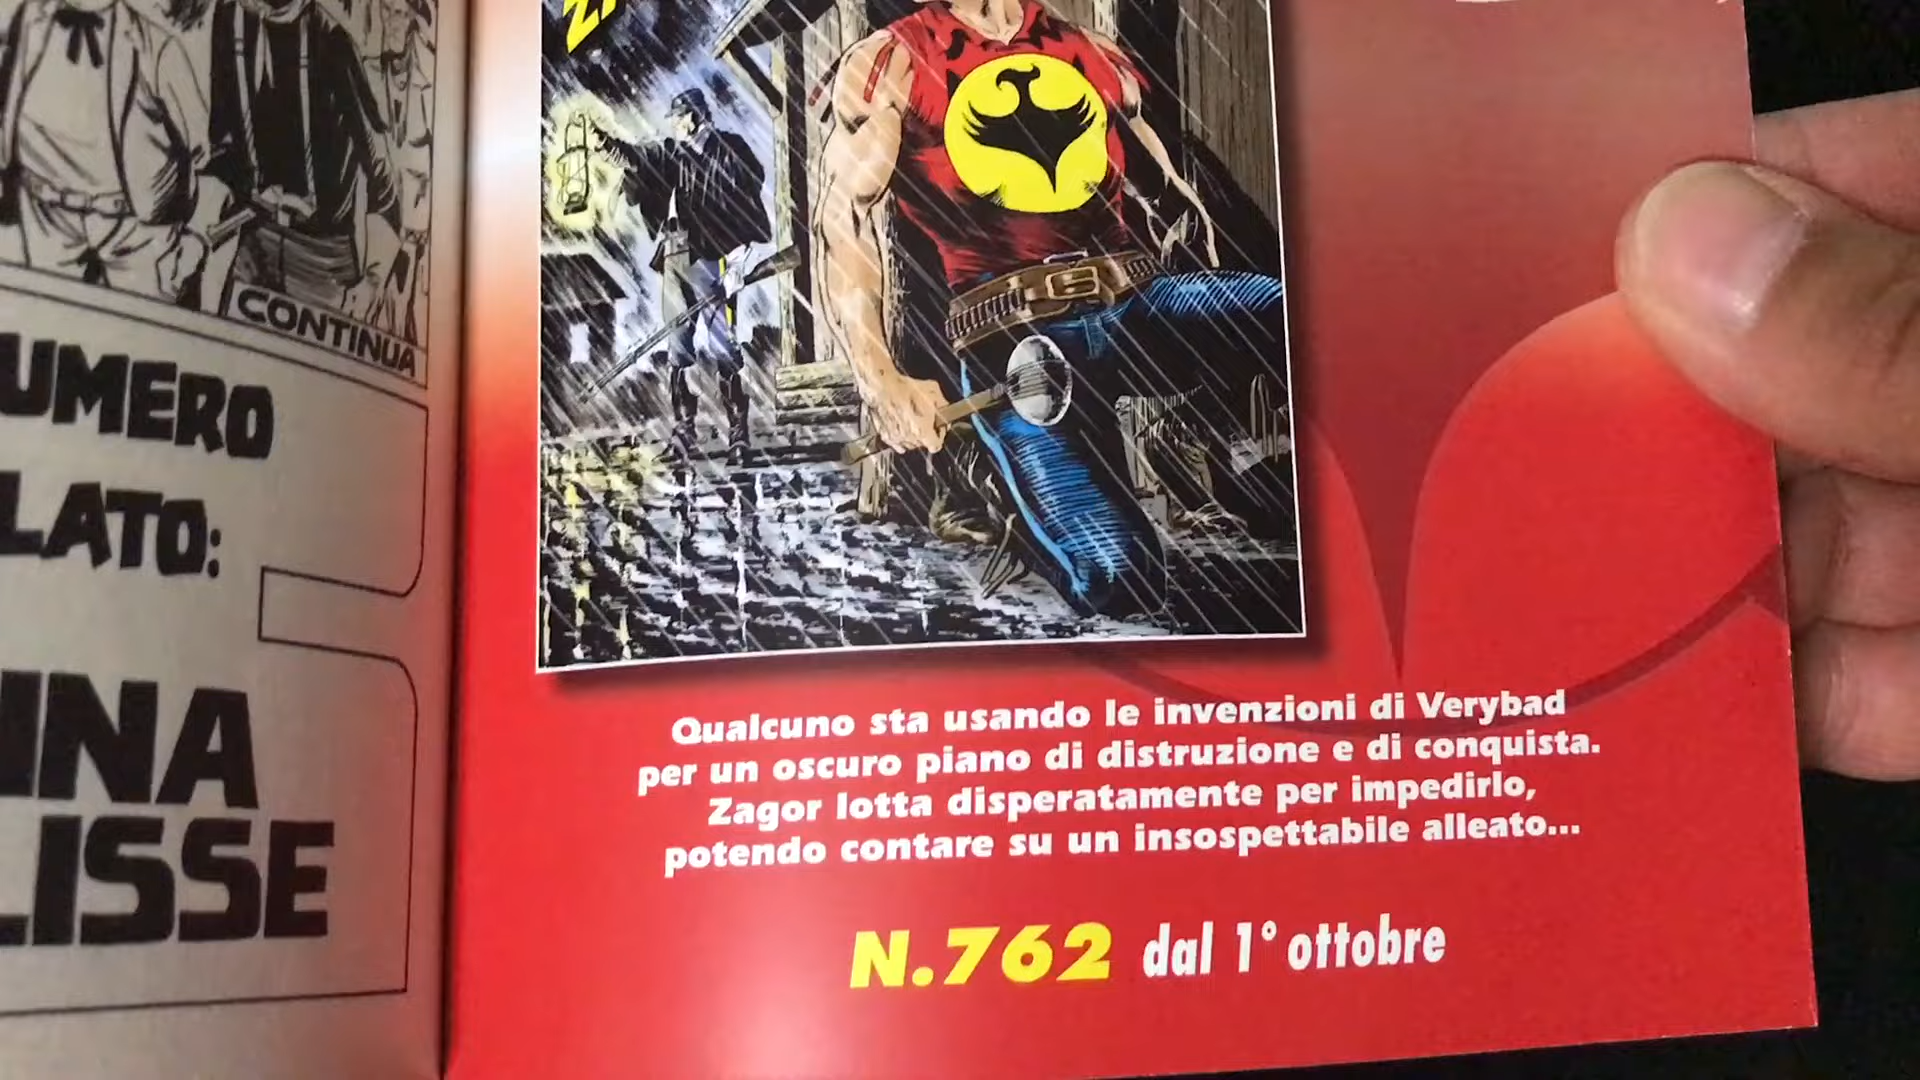 CONTINUA
UMERO
LATO:
INA
LISSE
Qualcuno sta usando le invenzioni di Verybad
per un oscuro piano di distruzione e di conquista.
Zagor lotta disperatamente per impedirlo,
potendo contare su un insospettabile alleato...
N.762 dal 1° ottobre